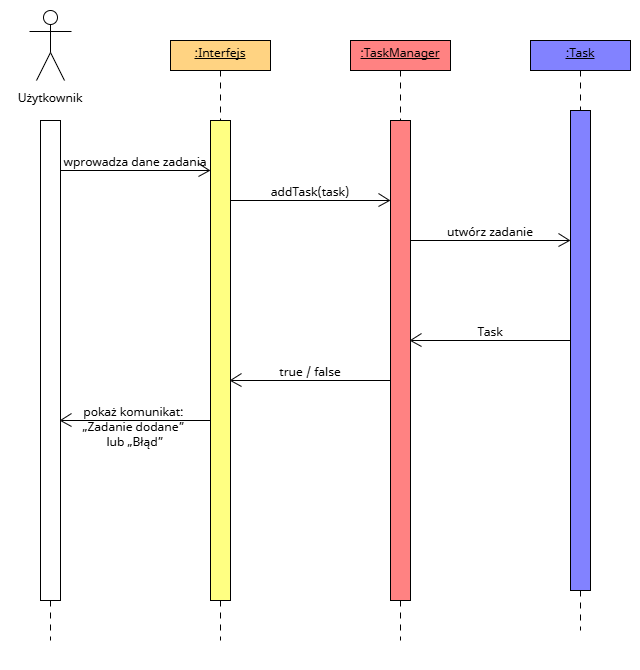 :Interfejs
:TaskManager
:Task
Użytkownik
wprowadza dane zadania
addTask(task)
utwórz zadanie
Task
true / false
pokaż komunikat:
„Zadanie dodane”
lub „Błąd”